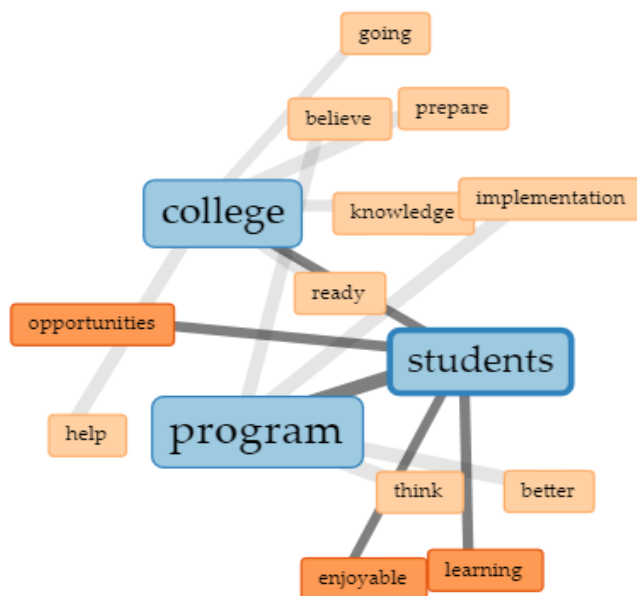 going
believe
prepare
college
knowledge
implementation
ready
opportunities
students
program
help
think
better
enjoyable
learning